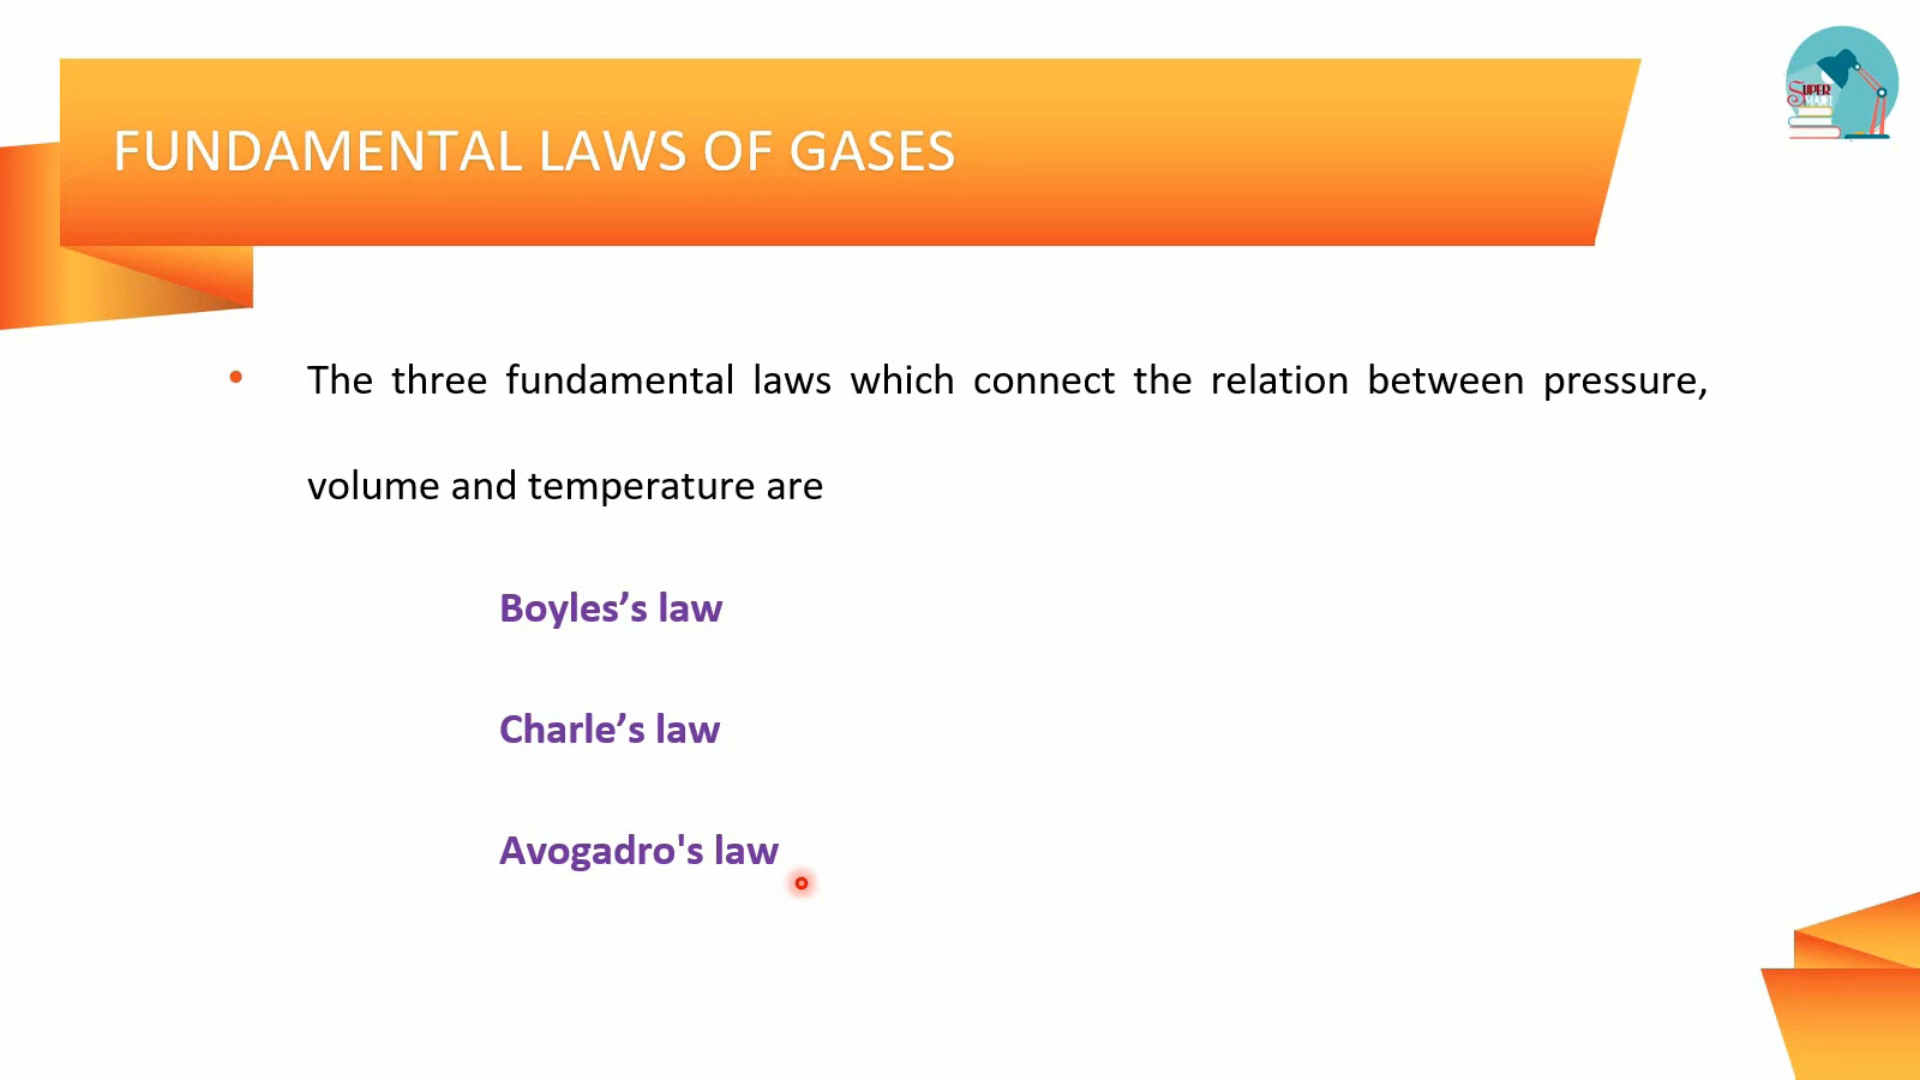 FUNDAMENTAL LAWS OF GASES
SUPER
• The three fundamental laws which connect the relation between pressure,
volume and temperature are
Boyles’s law
Charle’s law
Avogadro's law